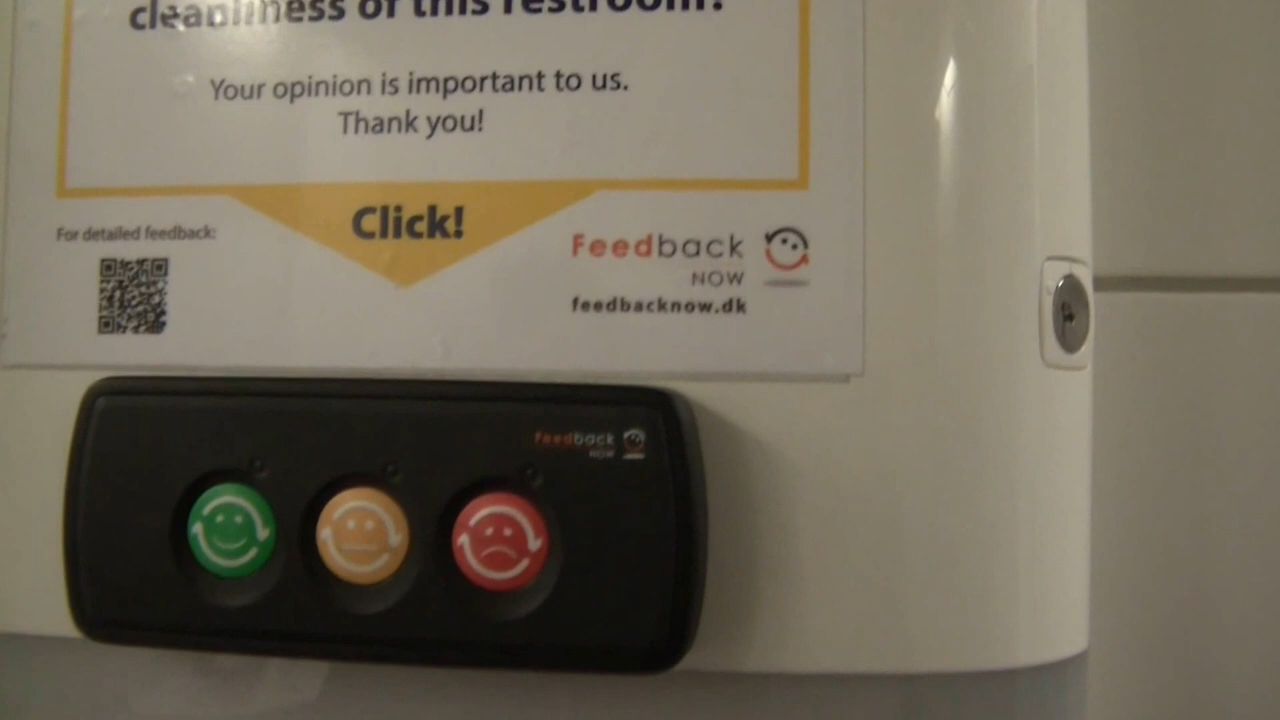 cleanliness of this restroom?
Your opinion is important to us.
Thank you!
Click!
For detailed feedback:
Feedback
NOW
feedbacknow.dk
Feedback
NOW